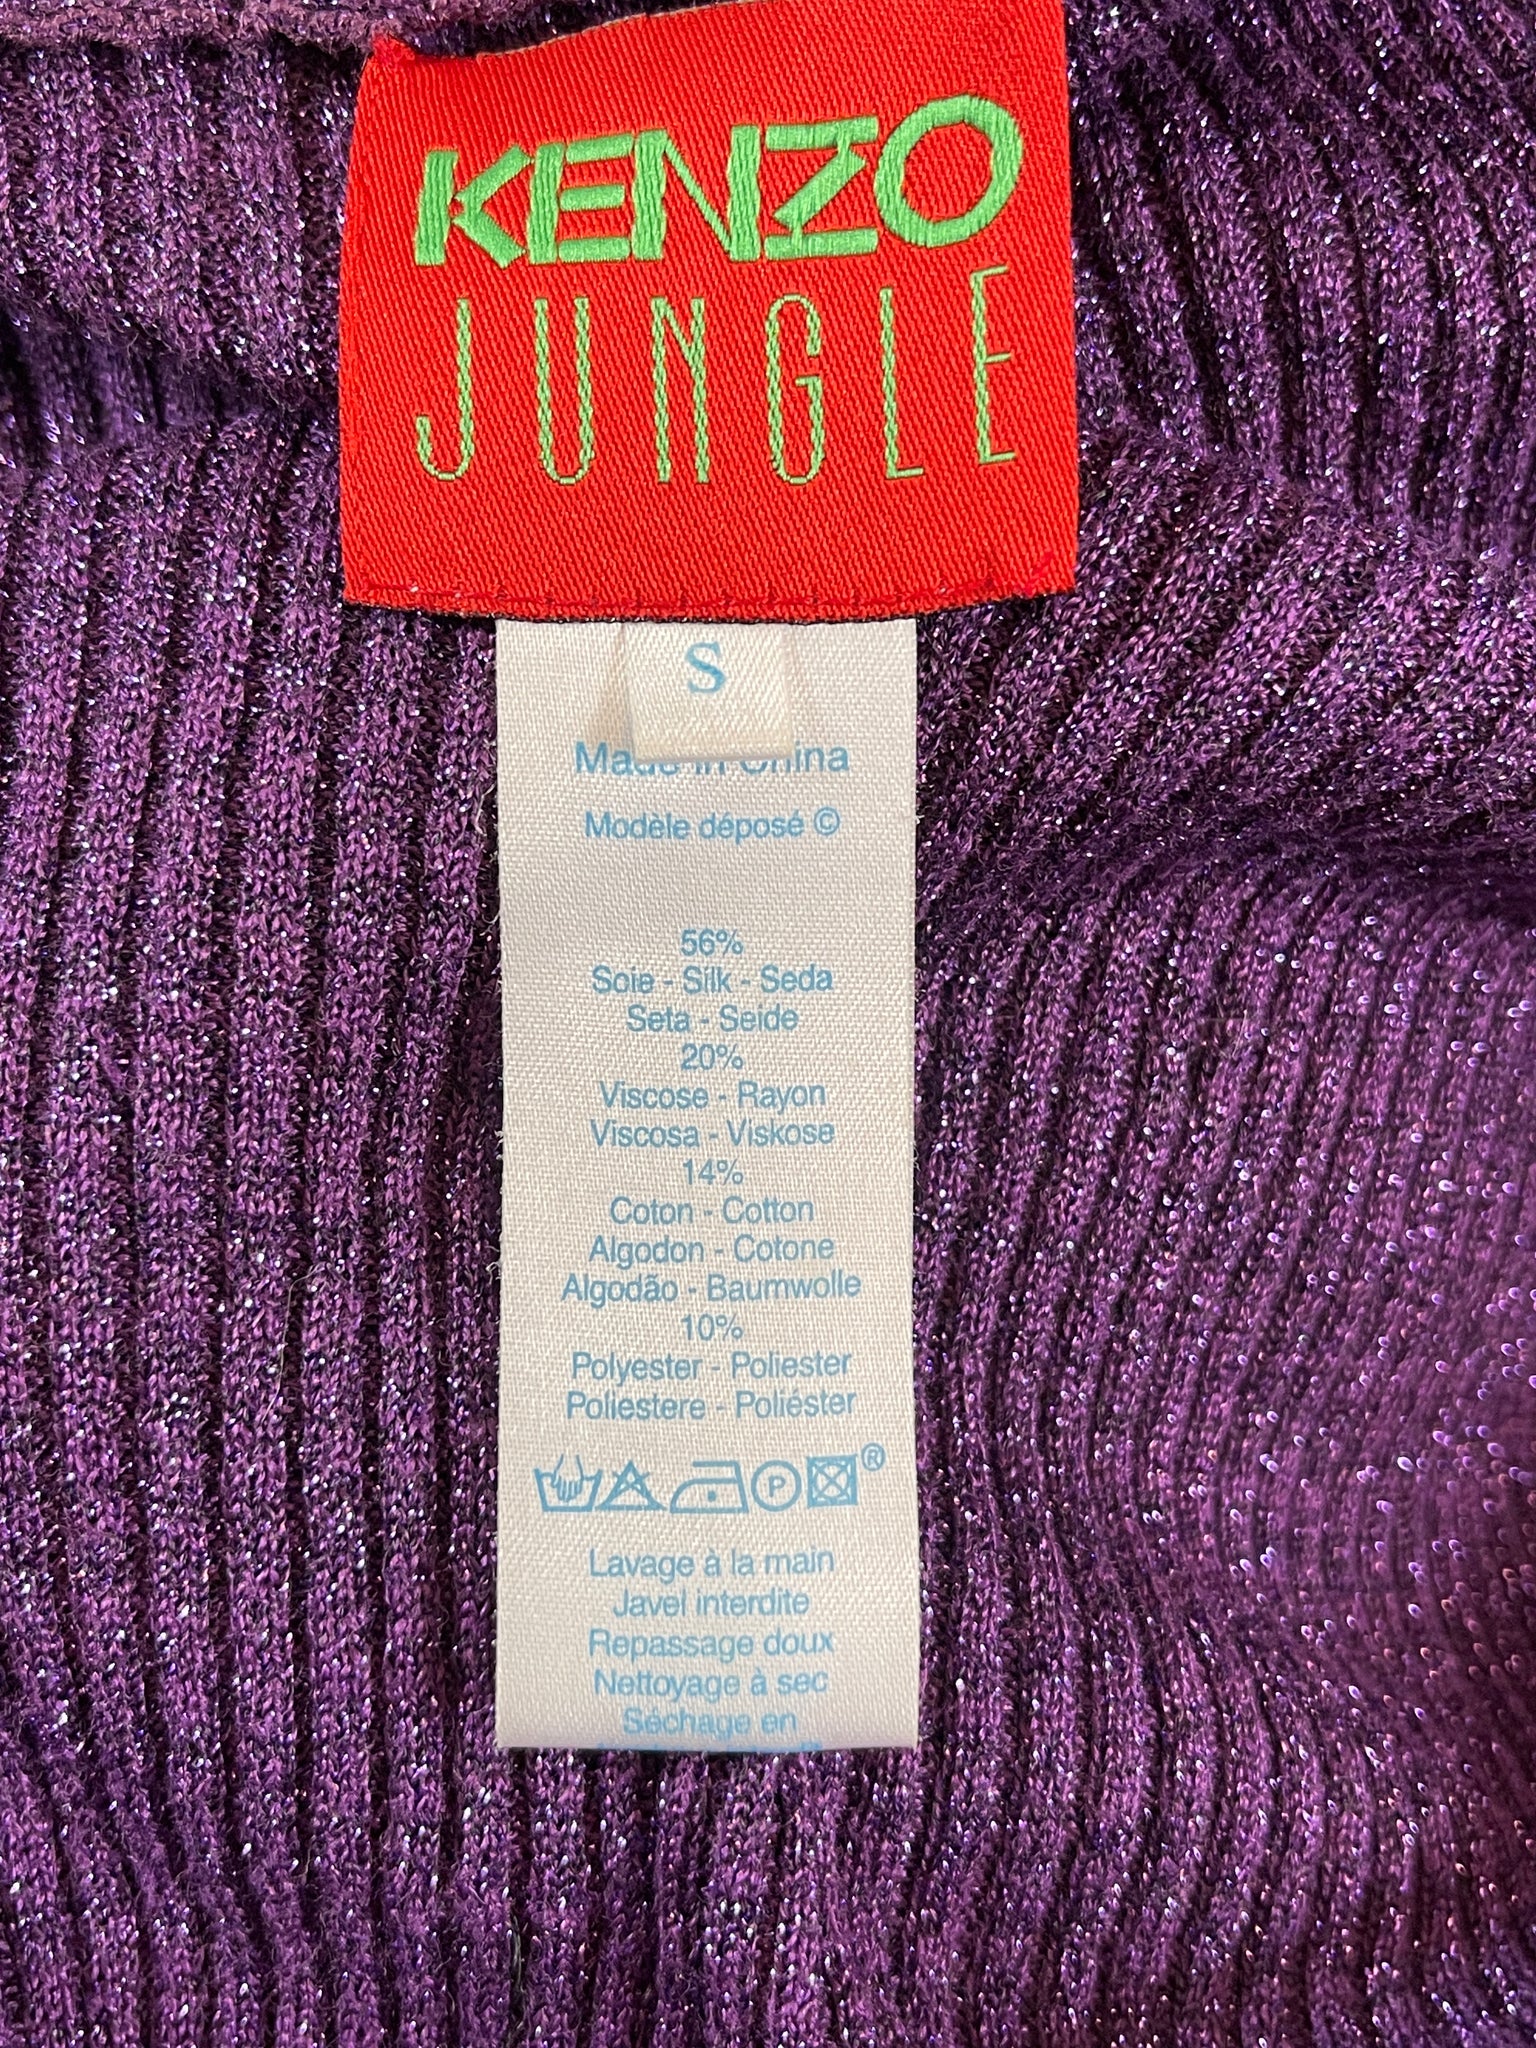 KENZO
JUNGLE
S
Made in China
Modèle déposé ©
56%
Soie - Silk - Seda
Seta - Seide
20%
Viscose - Rayon
Viscosa - Viskose
14%
Coton - Cotton
Algodon - Cotone
Algodão - Baumwolle
10%
Polyester - Poliester
Poliestere - Poliéster
P ®
Lavage à la main
Javel interdite
Repassage doux
Nettoyage à sec
Séchage en